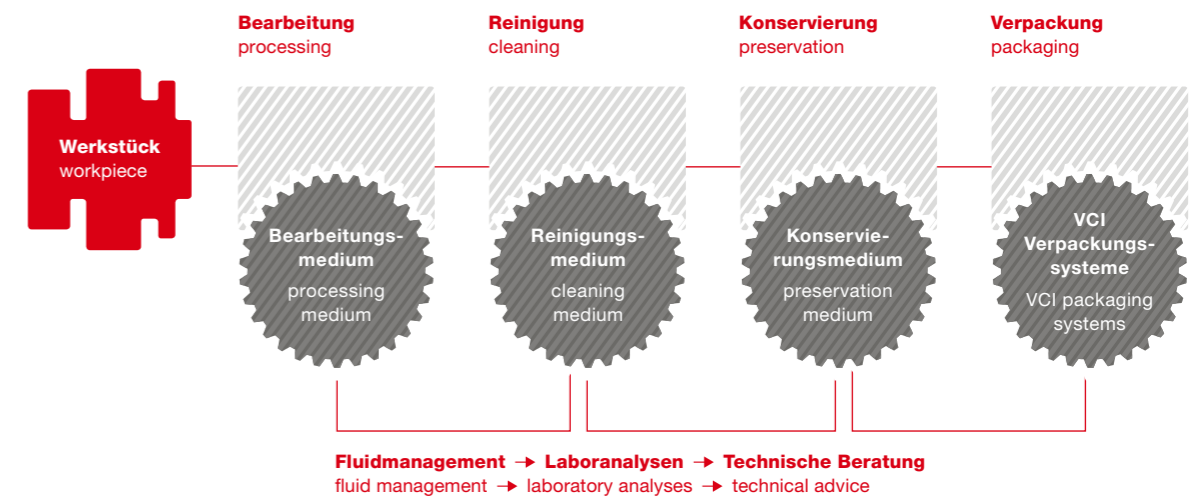 Bearbeitung
processing
Reinigung
cleaning
Konservierung
preservation
Verpackung
packaging
Werkstück
workpiece
Bearbeitungs-
medium
processing
medium
Reinigungs-
medium
cleaning
medium
Konservie-
rungsmedium
preservation
medium
VCI
Verpackungs-
systeme
VCI packaging
systems
Fluidmanagement → Laboranalysen → Technische Beratung
fluid management → laboratory analyses → technical advice